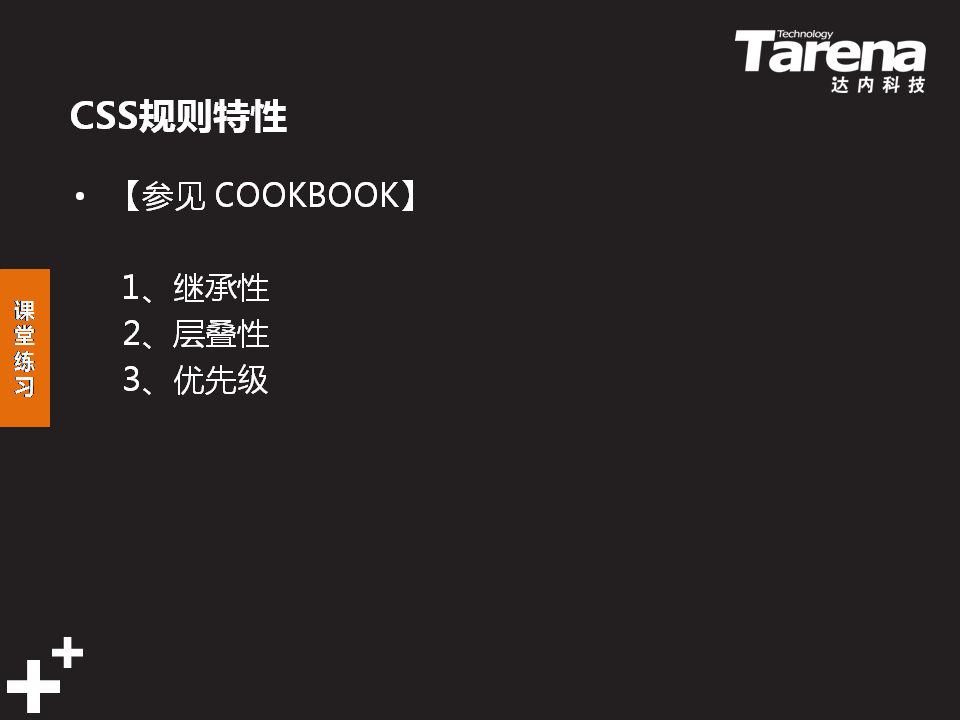 Technology
Tarena
达内科技
CSS规则特性
• 【参见 COOKBOOK】
1、继承性
2、层叠性
3、优先级
课堂练习